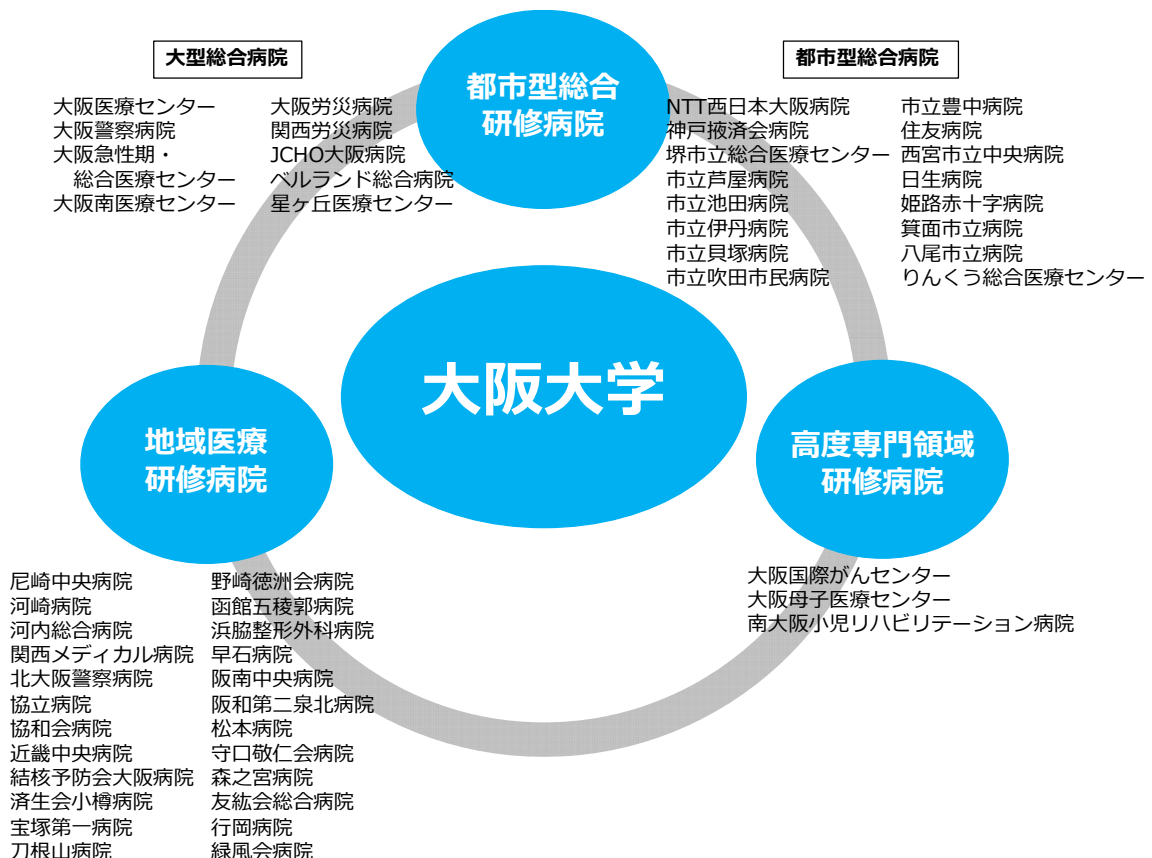 大型総合病院
大阪医療センター
大阪警察病院
大阪急性期・
総合医療センター
大阪南医療センター
大阪労災病院
関西労災病院
JCHO大阪病院
ベルランド総合病院
星ヶ丘医療センター
都市型総合
研修病院
都市型総合病院
NTT西日本大阪病院
神戸掖済会病院
堺市立総合医療センター
市立芦屋病院
市立池田病院
市立伊丹病院
市立貝塚病院
市立吹田市民病院
市立豊中病院
住友病院
西宮市立中央病院
日生病院
姫路赤十字病院
箕面市立病院
八尾市立病院
りんくう総合医療センター
大阪大学
地域医療
研修病院
高度専門領域
研修病院
尼崎中央病院
河崎病院
河内総合病院
関西メディカル病院
北大阪警察病院
協立病院
協和会病院
近畿中央病院
結核予防会大阪病院
済生会小樽病院
宝塚第一病院
刀根山病院
野崎徳洲会病院
函館五稜郭病院
浜脇整形外科病院
早石病院
阪南中央病院
阪和第二泉北病院
松本病院
守口敬仁会病院
森之宮病院
友紘会総合病院
行岡病院
緑風会病院
大阪国際がんセンター
大阪母子医療センター
南大阪小児リハビリテーション病院